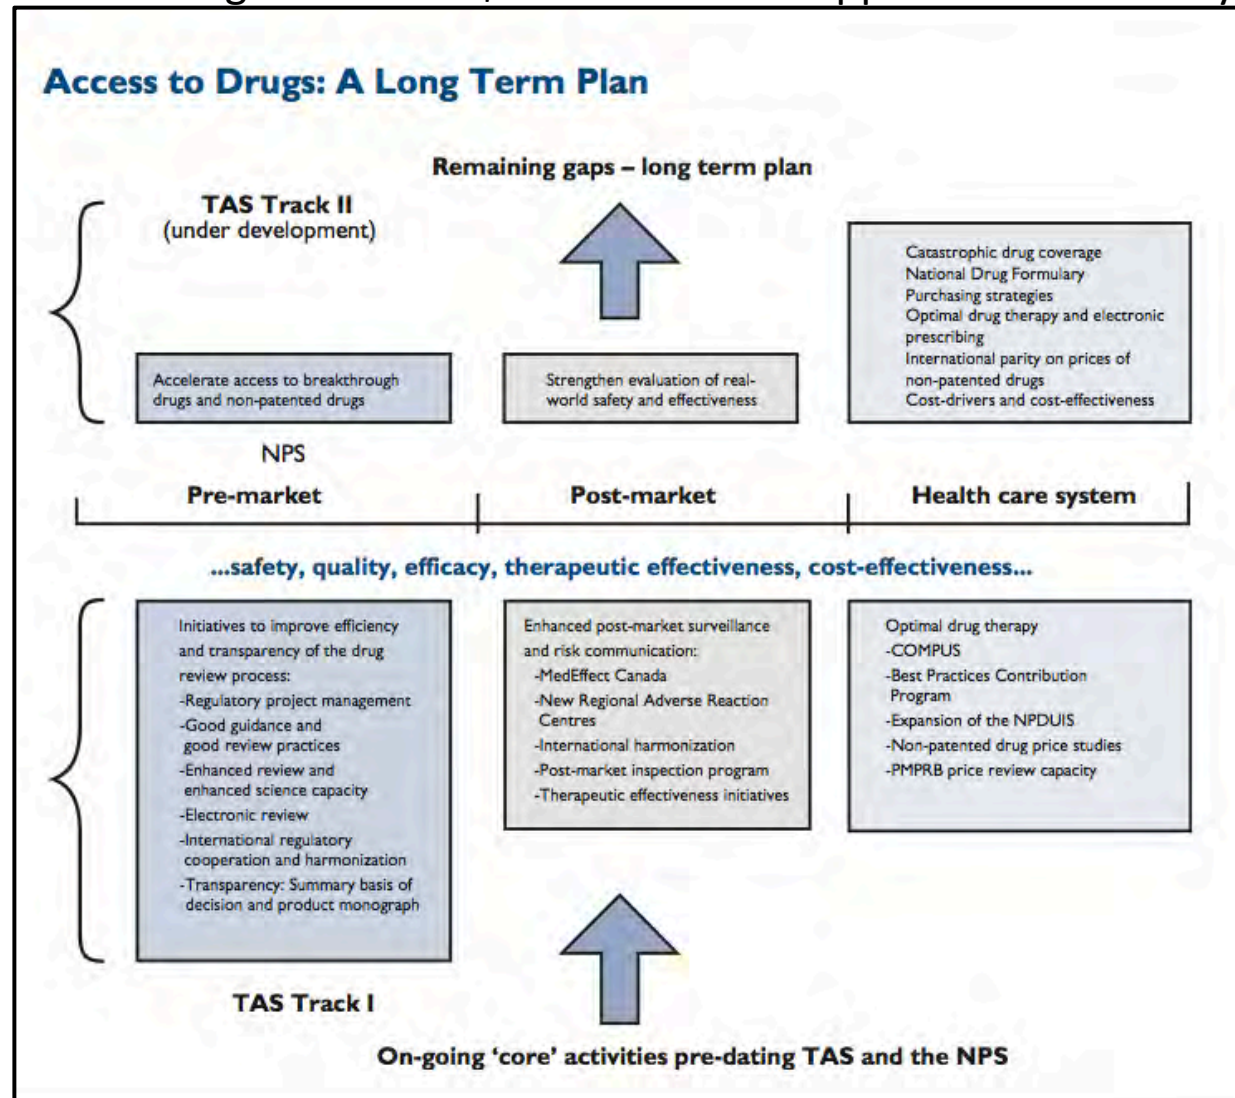 Access to Drugs: A Long Term Plan
Remaining gaps – long term plan
TAS Track II
(under development)
Accelerate access to breakthrough
drugs and non-patented drugs
Strengthen evaluation of real-
world safety and effectiveness
Catastrophic drug coverage
National Drug Formulary
Purchasing strategies
Optimal drug therapy and electronic
prescribing
International parity on prices of
non-patented drugs
Cost-drivers and cost-effectiveness
NPS
Pre-market
Post-market
Health care system
...safety, quality, efficacy, therapeutic effectiveness, cost-effectiveness...
Initiatives to improve efficiency
and transparency of the drug
review process:
-Regulatory project management
-Good guidance and
good review practices
-Enhanced review and
enhanced science capacity
-Electronic review
-International regulatory
cooperation and harmonization
-Transparency: Summary basis of
decision and product monograph
Enhanced post-market surveillance
and risk communication:
-MedEffect Canada
-New Regional Adverse Reaction
Centres
-International harmonization
-Post-market inspection program
-Therapeutic effectiveness initiatives
Optimal drug therapy
-COMPUS
-Best Practices Contribution
Program
-Expansion of the NPDUIS
-Non-patented drug price studies
-PMPRB price review capacity
TAS Track I
On-going ‘core’ activities pre-dating TAS and the NPS